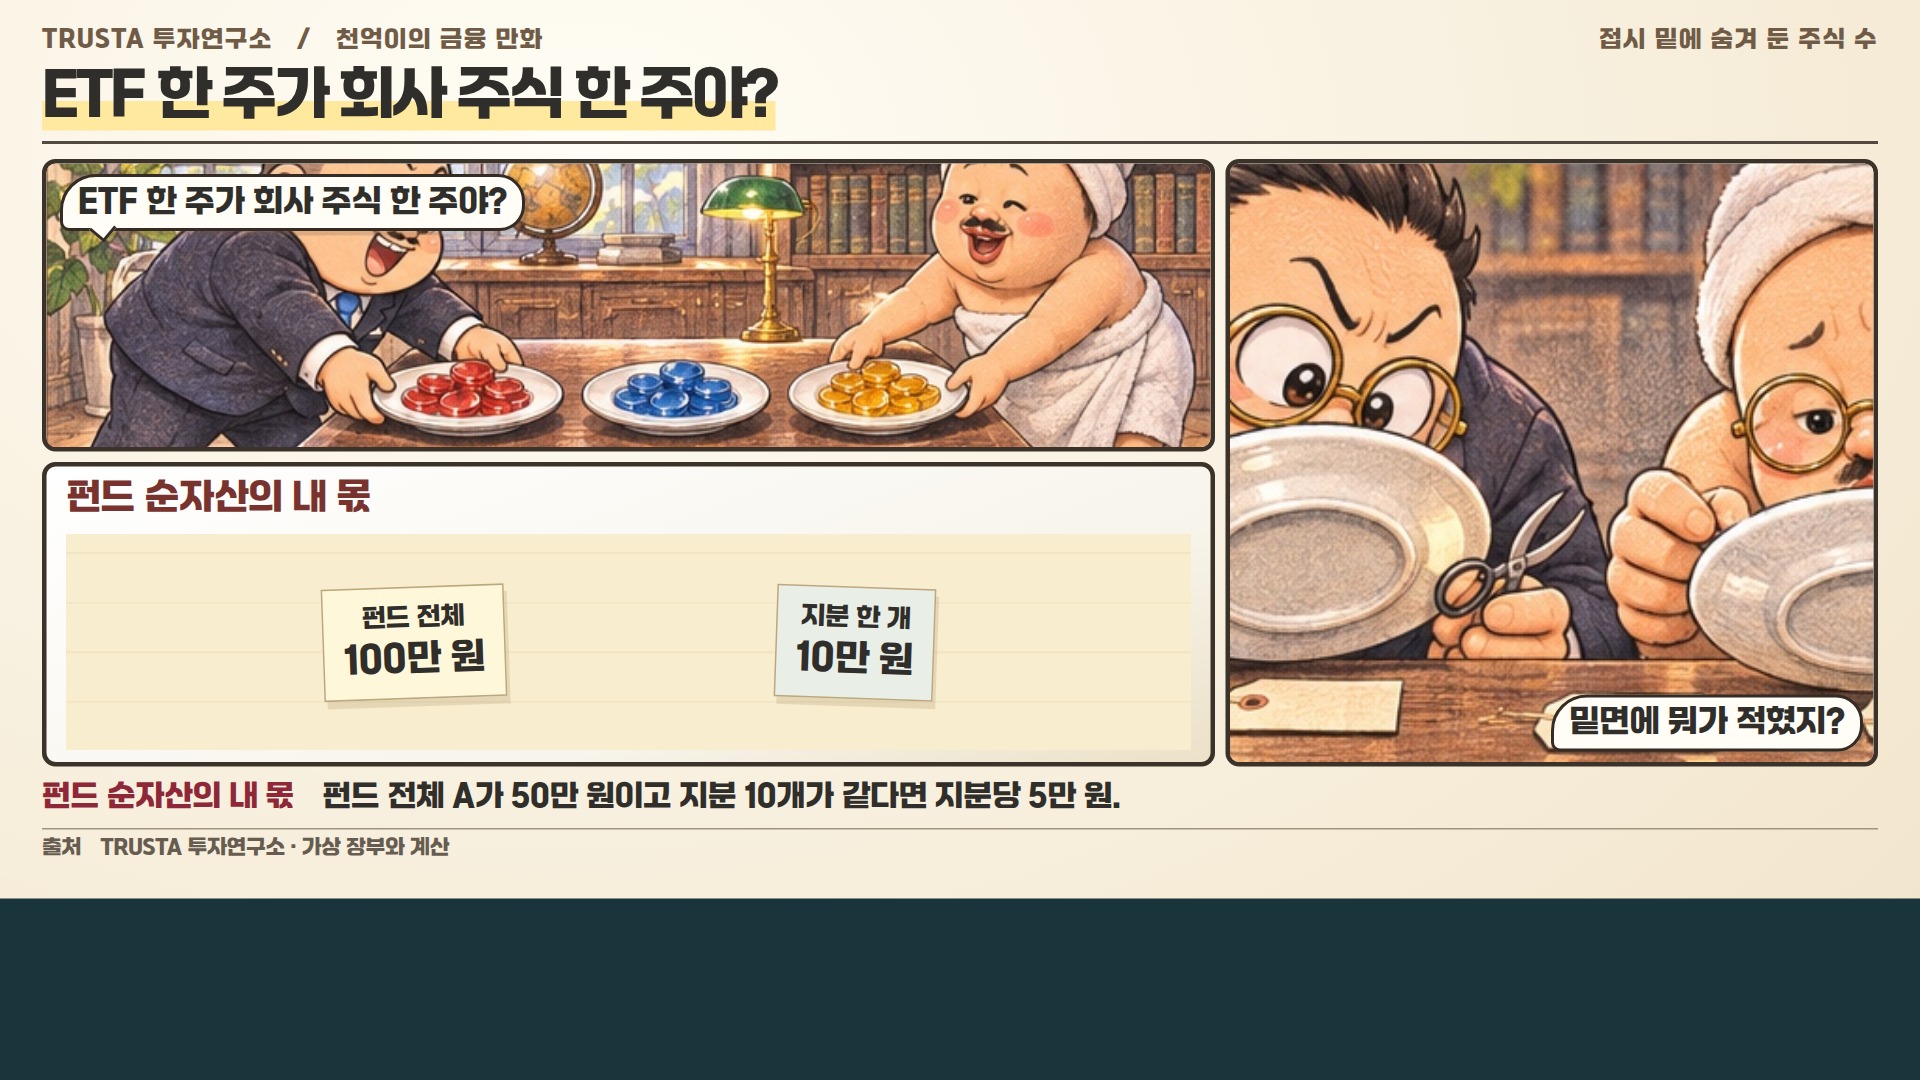 TRUSTA 투자연구소 / 천억이의 금융 만화
접시 밑에 숨겨 둔 주식 수
ETF 한 주가 회사 주식 한 주야?
ETF 한 주가 회사 주식 한 주야?
밑면에 뭐가 적혔지?
펀드 순자산의 내 몫
펀드 전체
100만 원
지분 한 개
10만 원
펀드 순자산의 내 몫 펀드 전체 A가 50만 원이고 지분 10개가 같다면 지분당 5만 원.
출처 TRUSTA 투자연구소 · 가상 장부와 계산